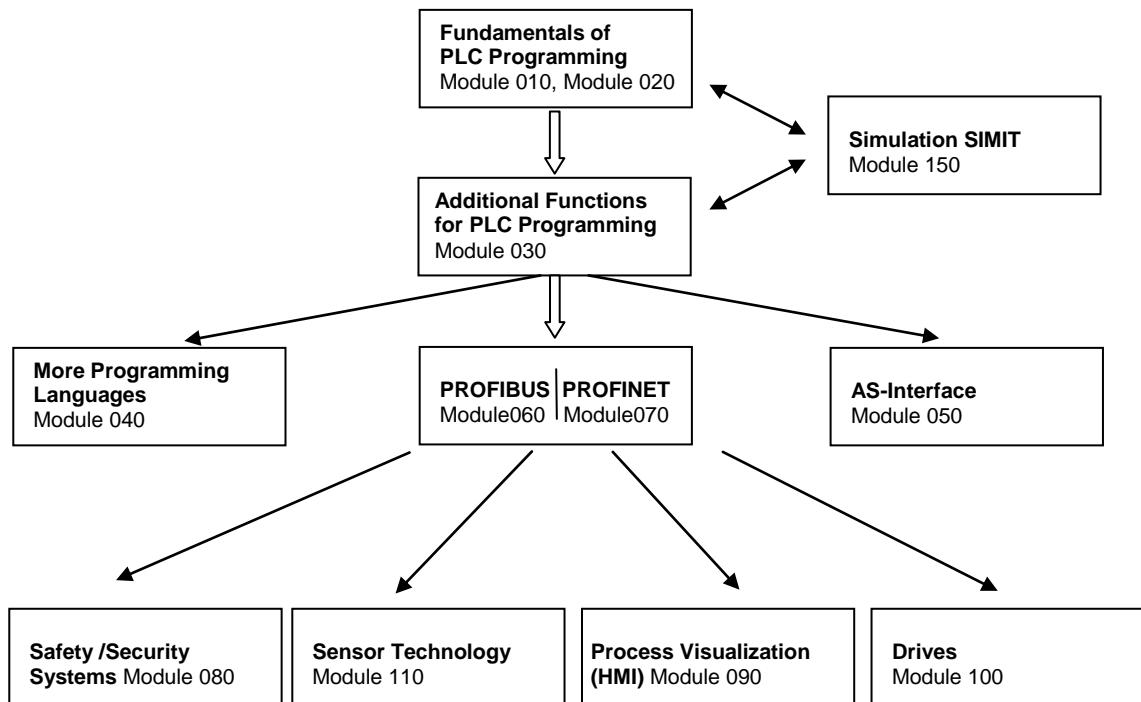 Fundamentals of
PLC Programming
Module 010, Module 020
Simulation SIMIT
Module 150
Additional Functions
for PLC Programming
Module 030
More Programming
Languages
Module 040
PROFIBUS PROFINET
Module060 Module070
AS-Interface
Module 050
Safety /Security
Systems Module 080
Sensor Technology
Module 110
Process Visualization
(HMI) Module 090
Drives
Module 100